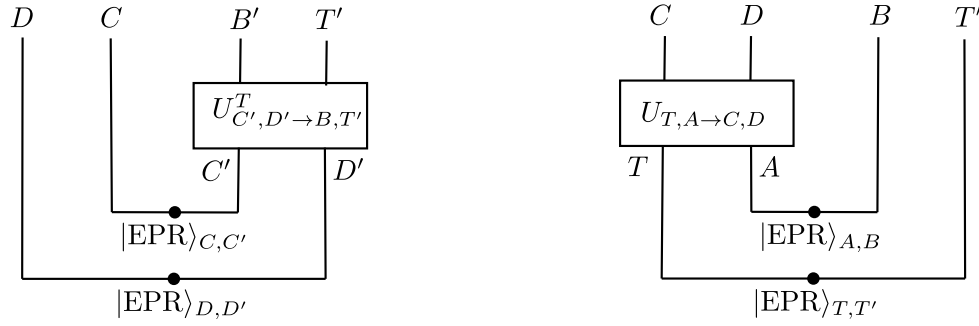 D C B′ T′ C D B T′
U^T_{C′,D′→B,T′} U_{T,A→C,D}
C′ D′ T A
|EPR⟩_{C,C′} |EPR⟩_{A,B}
|EPR⟩_{D,D′} |EPR⟩_{T,T′}